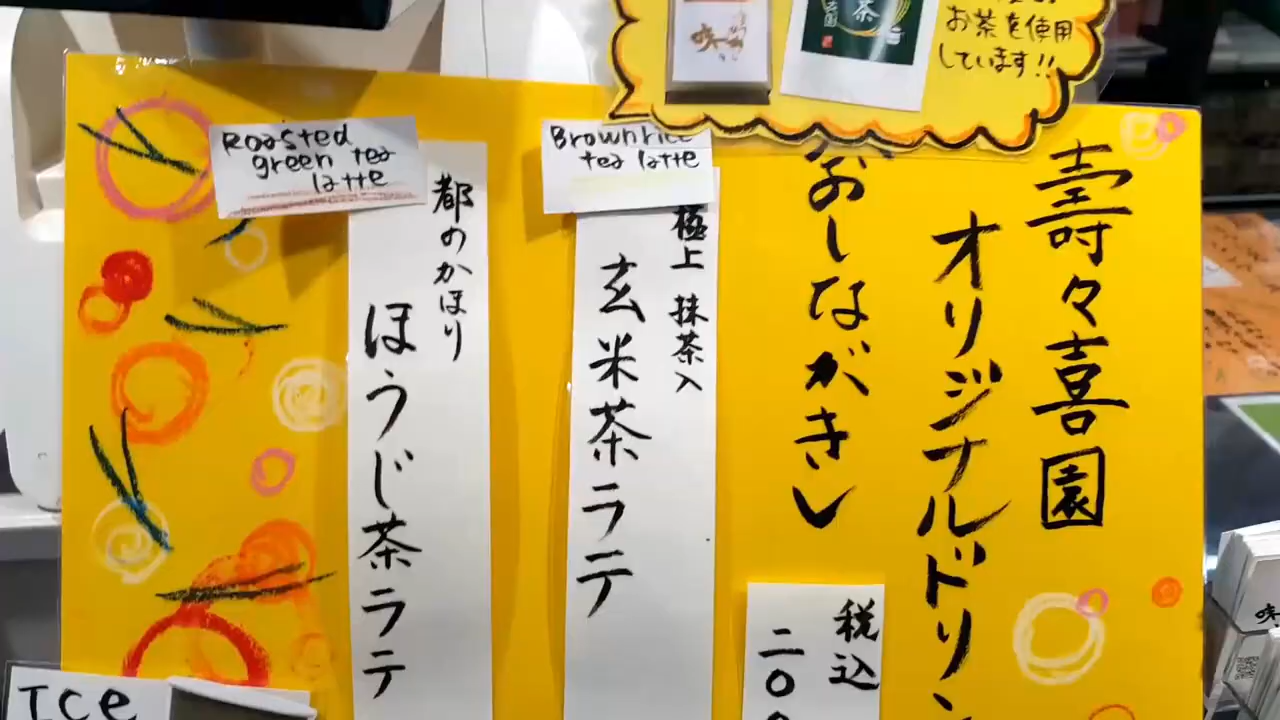 お茶を使用
しています!!
壽々喜園
オリジナルドリン
おしながき
税込
二〇
Brownrice
tea latte
極上 抹茶入
玄米茶ラテ
Roasted
green tea
latte
都のかほり
ほうじ茶ラテ
Ice